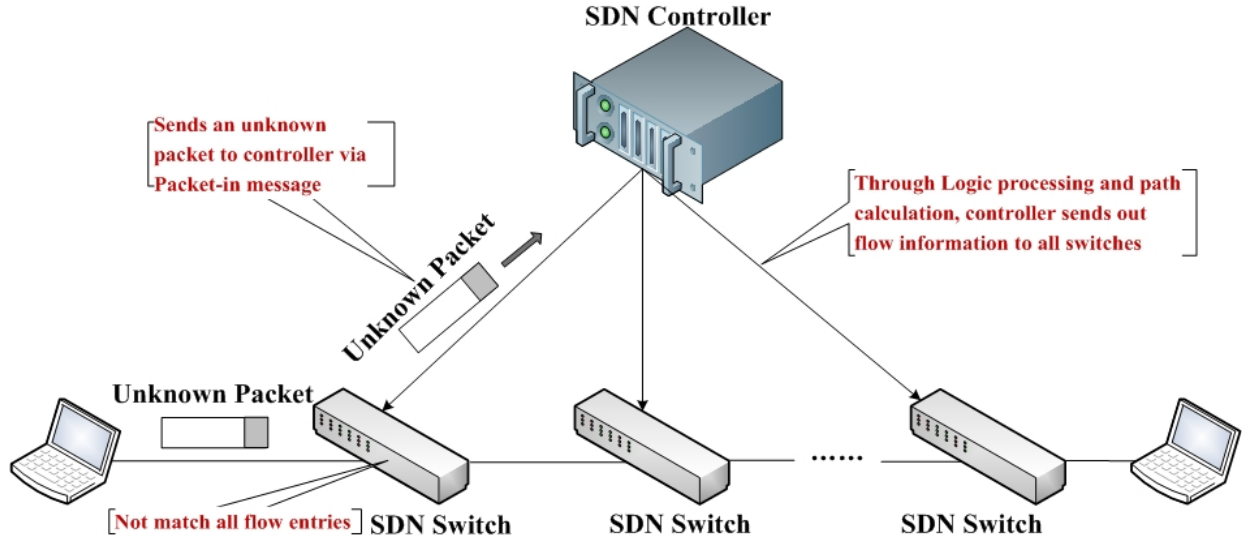 SDN Controller
Sends an unknown
packet to controller via
Packet-in message
Through Logic processing and path
calculation, controller sends out
flow information to all switches
Unknown Packet
Unknown Packet
......
Not match all flow entries
SDN Switch
SDN Switch
SDN Switch